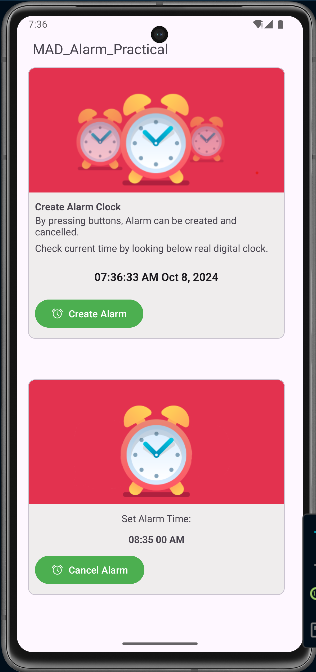 7:36
MAD_Alarm_Practical
Create Alarm Clock
By pressing buttons, Alarm can be created and
cancelled.
Check current time by looking below real digital clock.
07:36:33 AM Oct 8, 2024
Create Alarm
Set Alarm Time:
08:35 00 AM
Cancel Alarm